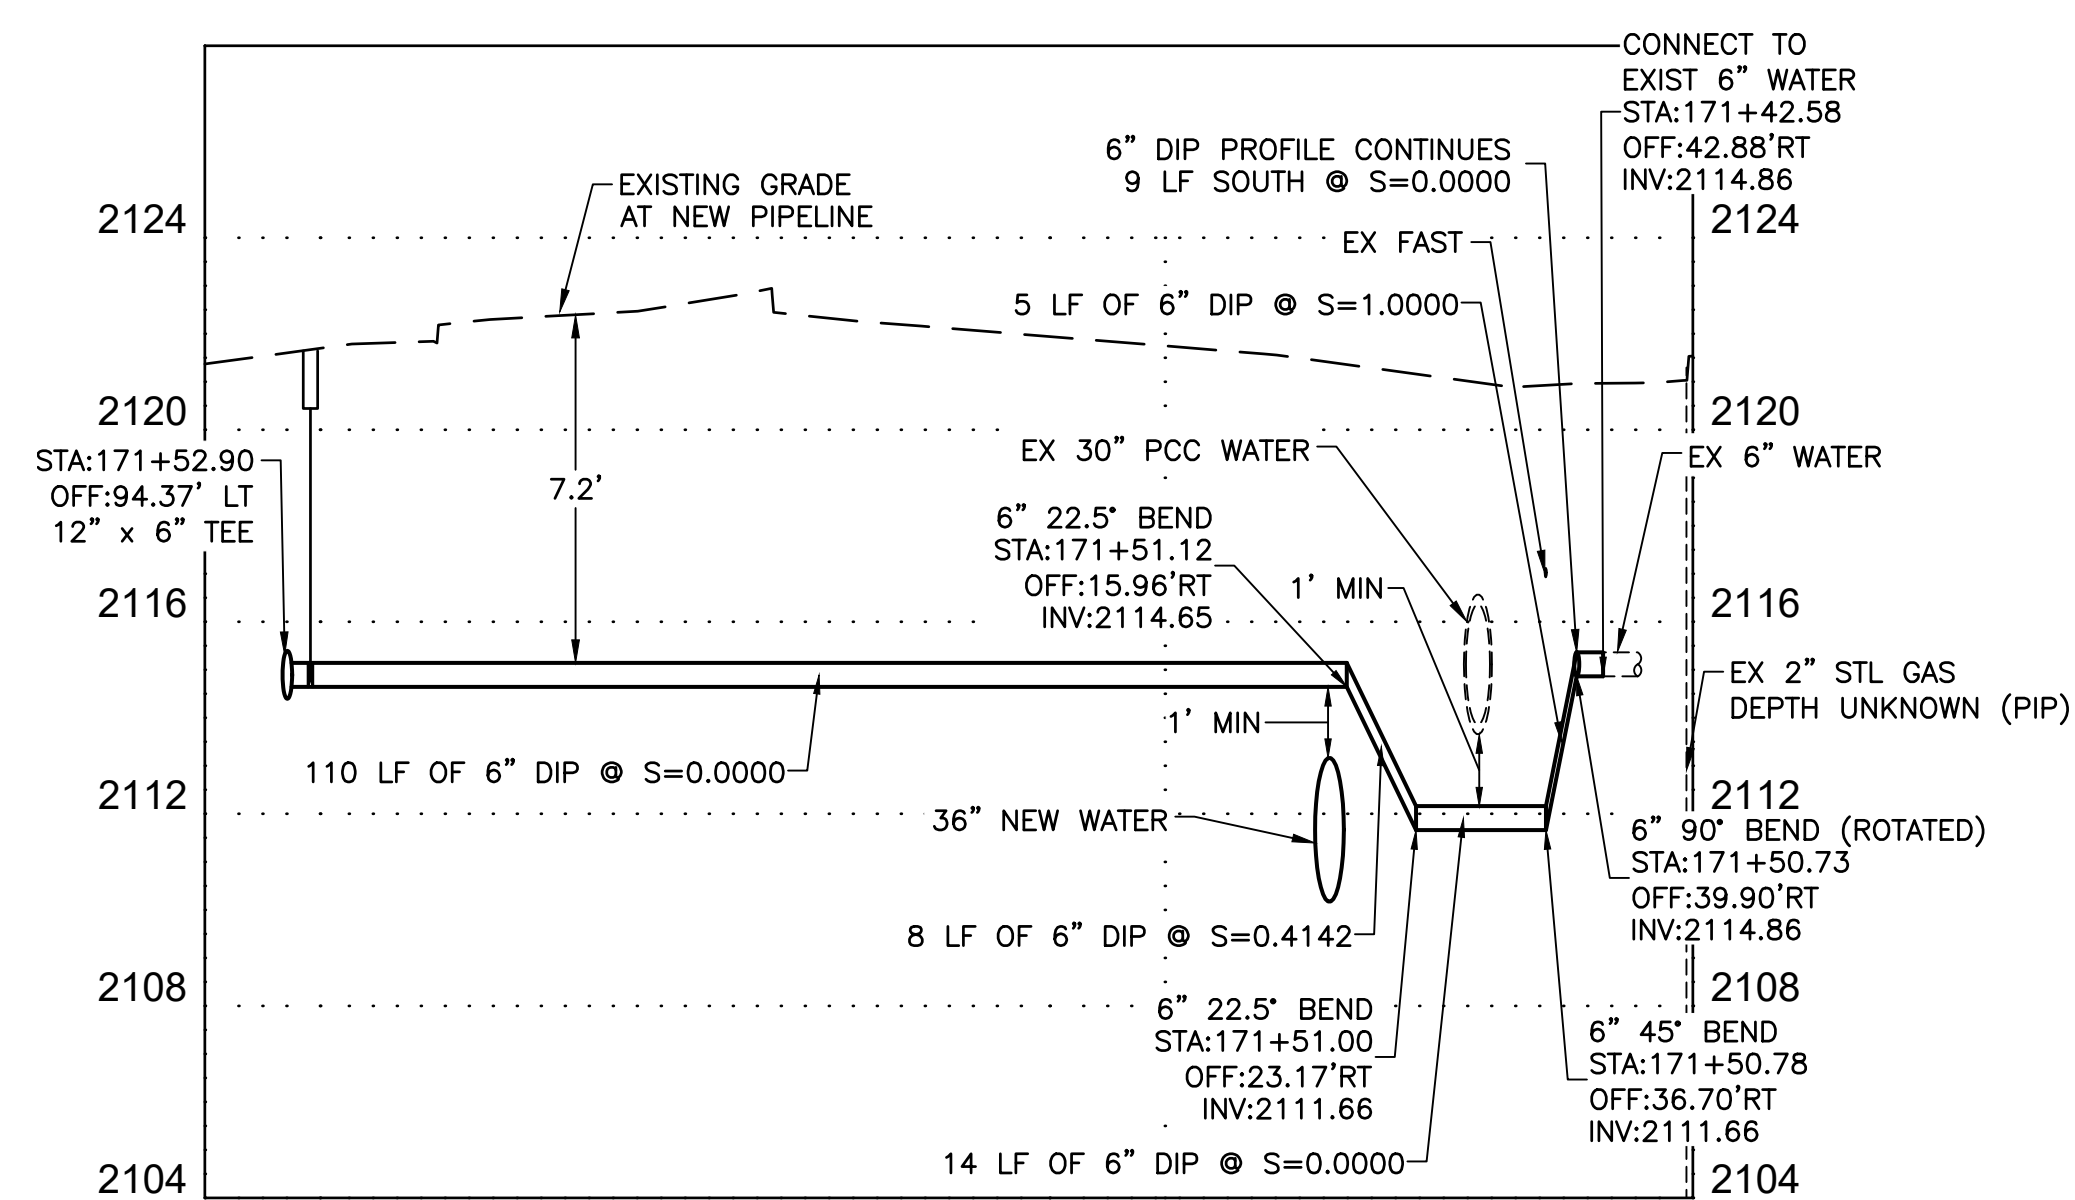 CONNECT TO
EXIST 6” WATER
STA:171+42.58
OFF:42.88’RT
INV:2114.86
6” DIP PROFILE CONTINUES
9 LF SOUTH @ S=0.0000
EXISTING GRADE
AT NEW PIPELINE
2124
2124
EX FAST
5 LF OF 6” DIP @ S=1.0000
2120
2120
EX 30” PCC WATER
EX 6” WATER
STA:171+52.90
OFF:94.37’ LT
12” x 6” TEE
7.2’
6” 22.5° BEND
STA:171+51.12
OFF:15.96’RT
INV:2114.65
1’ MIN
2116
2116
EX 2” STL GAS
DEPTH UNKNOWN (PIP)
1’ MIN
110 LF OF 6” DIP @ S=0.0000
2112
2112
36” NEW WATER
6” 90° BEND (ROTATED)
STA:171+50.73
OFF:39.90’RT
INV:2114.86
8 LF OF 6” DIP @ S=0.4142
2108
2108
6” 22.5° BEND
STA:171+51.00
OFF:23.17’RT
INV:2111.66
6” 45° BEND
STA:171+50.78
OFF:36.70’RT
INV:2111.66
14 LF OF 6” DIP @ S=0.0000
2104
2104